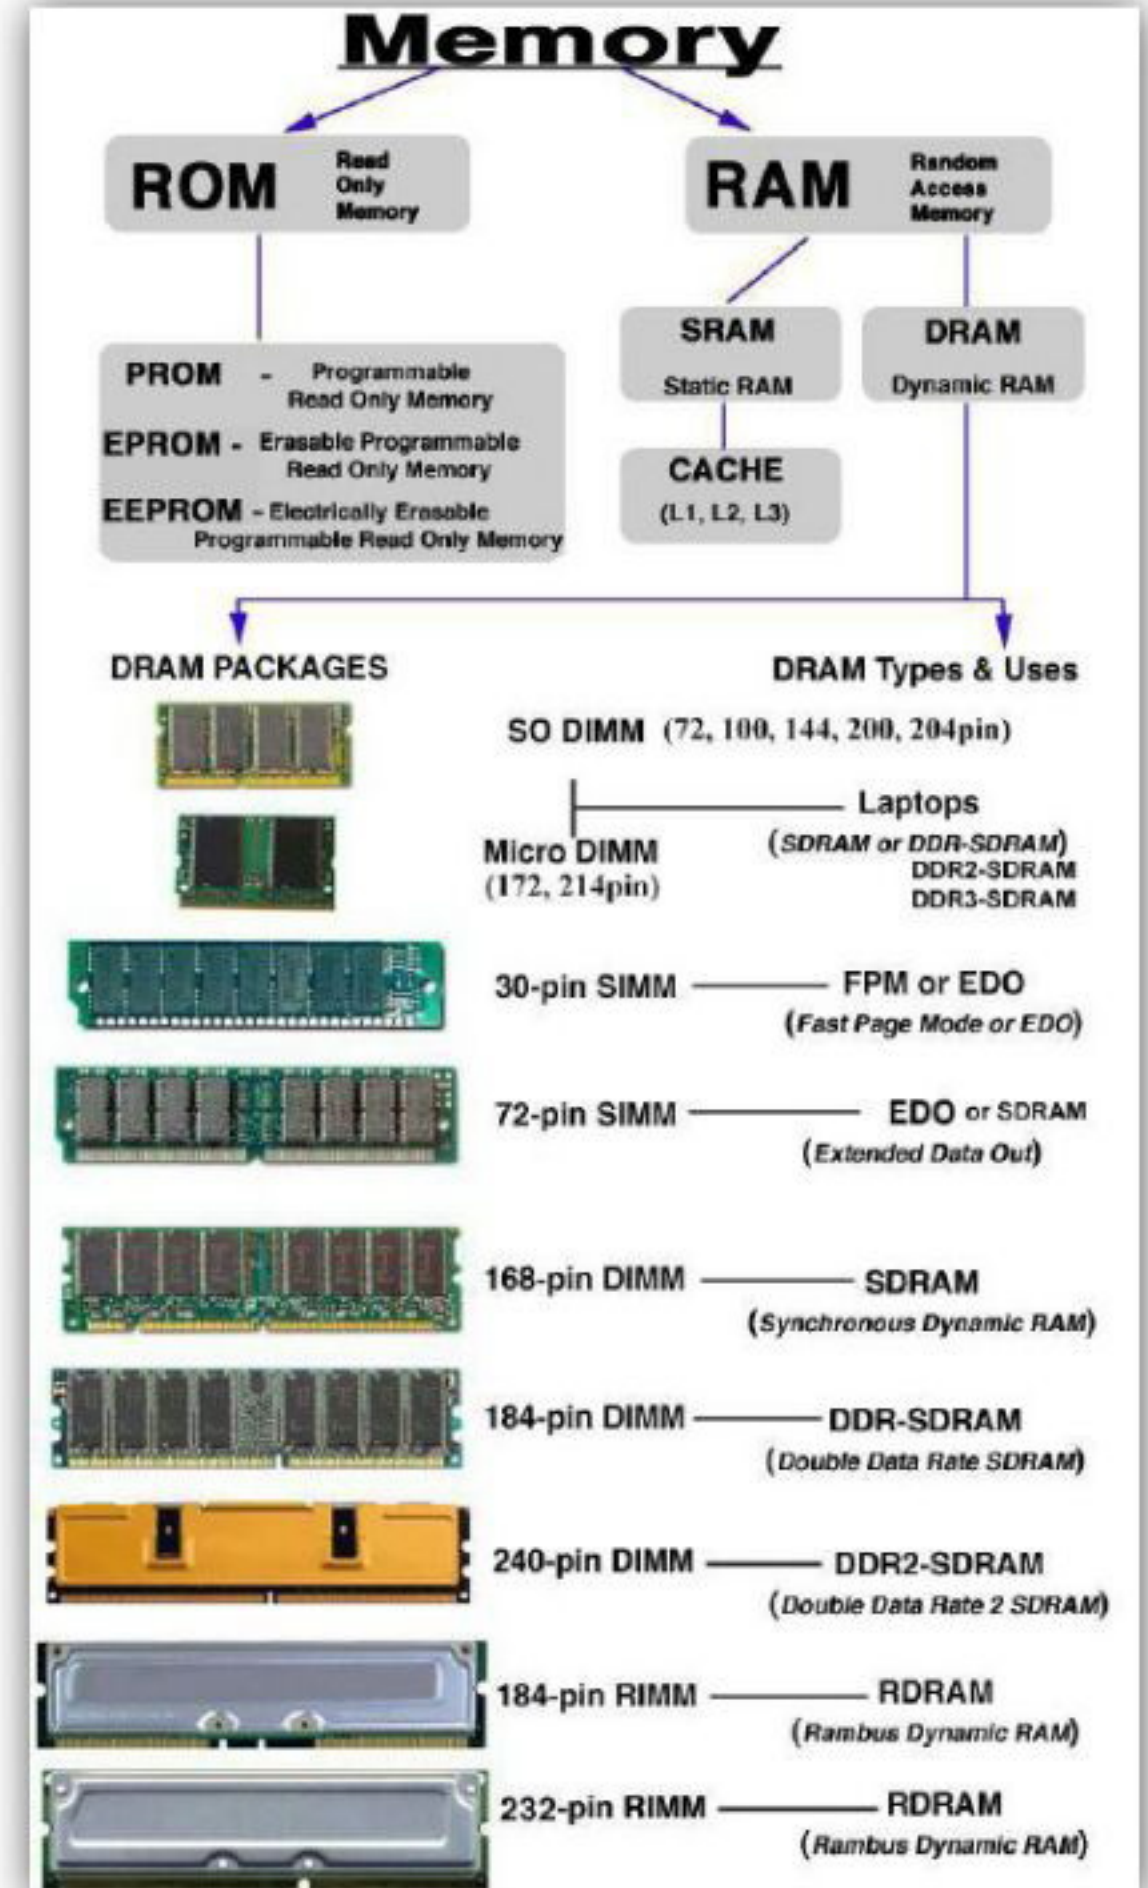 Memory
ROM
Read
Only
Memory
RAM
Random
Access
Memory
PROM - Programmable
Read Only Memory
EPROM - Erasable Programmable
Read Only Memory
EEPROM - Electrically Erasable
Programmable Read Only Memory
SRAM
Static RAM
DRAM
Dynamic RAM
CACHE
(L1, L2, L3)
DRAM PACKAGES
DRAM Types & Uses
SO DIMM (72, 100, 144, 200, 204pin)
Laptops
(SDRAM or DDR-SDRAM)
DDR2-SDRAM
DDR3-SDRAM
Micro DIMM
(172, 214pin)
30-pin SIMM
FPM or EDO
(Fast Page Mode or EDO)
72-pin SIMM
EDO or SDRAM
(Extended Data Out)
168-pin DIMM
SDRAM
(Synchronous Dynamic RAM)
184-pin DIMM
DDR-SDRAM
(Double Data Rate SDRAM)
240-pin DIMM
DDR2-SDRAM
(Double Data Rate 2 SDRAM)
184-pin RIMM
RDRAM
(Rambus Dynamic RAM)
232-pin RIMM
RDRAM
(Rambus Dynamic RAM)